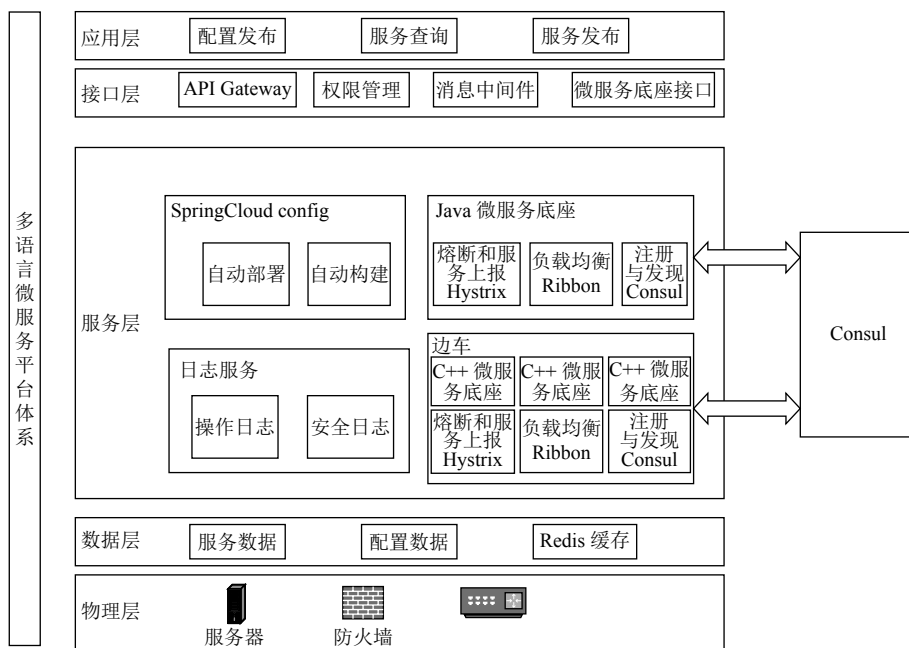 多语言微服务平台体系
应用层
配置发布
服务查询
服务发布
接口层
API Gateway
权限管理
消息中间件
微服务底座接口
服务层
SpringCloud config
自动部署
自动构建
Java 微服务底座
熔断和服
务上报
Hystrix
负载均衡
Ribbon
注册
与发现
Consul
日志服务
操作日志
安全日志
边车
C++ 微服
务底座
C++ 微服
务底座
C++ 微服
务底座
熔断和服
务上报
Hystrix
负载均衡
Ribbon
注册
与发现
Consul
Consul
数据层
服务数据
配置数据
Redis 缓存
物理层
服务器
防火墙